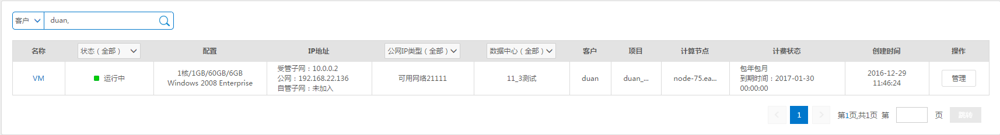 客户 duan,
名称 状态（全部） 配置 IP地址 公网IP类型（全部） 数据中心（全部） 客户 项目 计算节点 计费状态 创建时间 操作
VM 运行中 1核/1GB/60GB/6GB
Windows 2008 Enterprise
受管子网：10.0.0.2
公网：192.168.22.136
自管子网：未加入
可用网络21111 11_3测试 duan duan_... node-75.ea...
包年包月
到期时间：2017-01-30
00:00:00
2016-12-29
11:46:24
管理
1 第1页,共1页 第 页 跳转